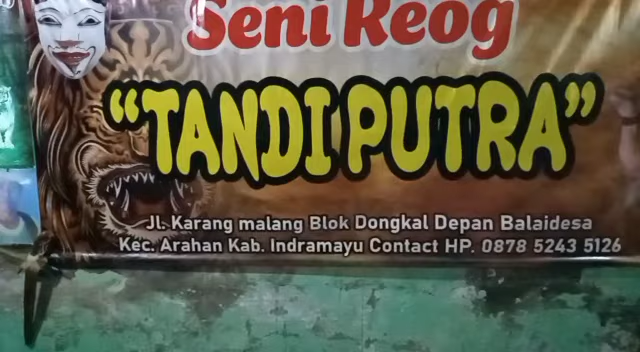 Seni Reog
“TANDI PUTRA”
Jl. Karang malang Blok Dongkal Depan Balaidesa
Kec. Arahan Kab. Indramayu Contact HP. 0878 5243 5126